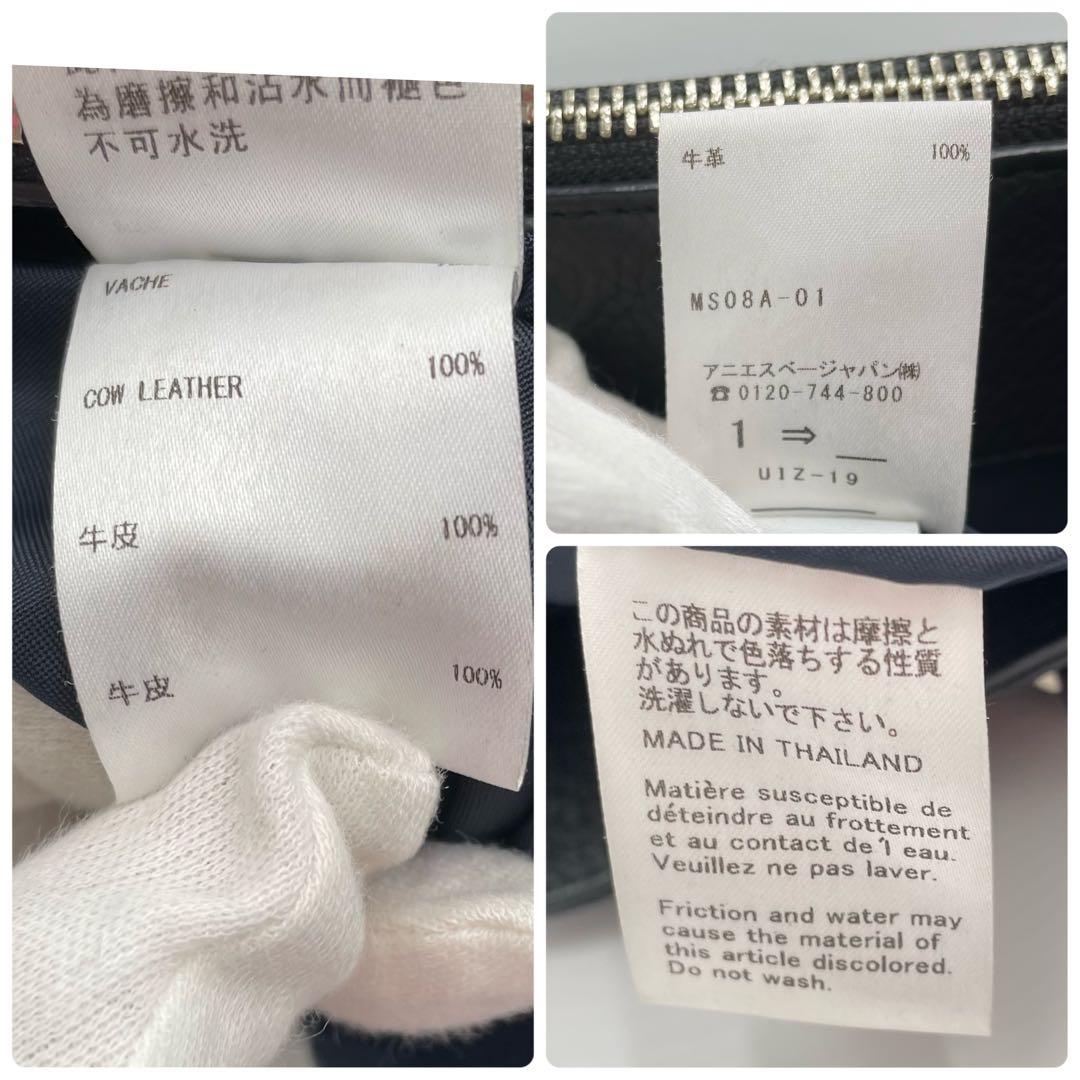 為磨擦和沾水而褪色
不可水洗
VACHE
COW LEATHER 100%
牛皮 100%
牛皮 100%
牛革 100%
MS08A-01
アニエスベージャパン㈱
☎ 0120-744-800
1 ⇒ __
U1Z-19
この商品の素材は摩擦と
水ぬれで色落ちする性質
があります。
洗濯しないで下さい。
MADE IN THAILAND
Matière susceptible de
déteindre au frottement
et au contact de'l eau.
Veuillez ne pas laver.
Friction and water may
cause the material of
this article discolored.
Do not wash.